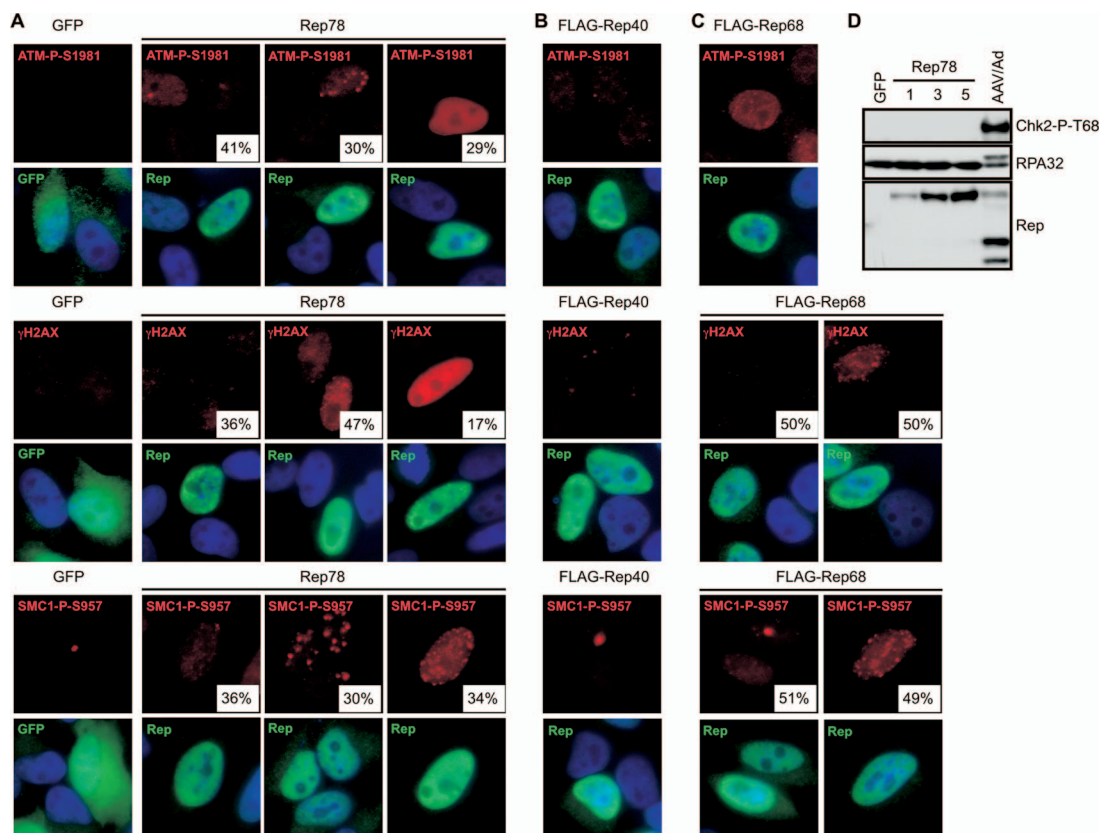 A
GFP
Rep78
B
FLAG-Rep40
C
FLAG-Rep68
D
ATM-P-S1981
ATM-P-S1981
ATM-P-S1981
ATM-P-S1981
ATM-P-S1981
ATM-P-S1981
41%
30%
29%
GFP
Rep
Rep
Rep
Rep
Rep
GFP
Rep78
1
3
5
AAV/Ad
Chk2-P-T68
RPA32
Rep
GFP
Rep78
FLAG-Rep40
FLAG-Rep68
γH2AX
γH2AX
γH2AX
γH2AX
γH2AX
γH2AX
γH2AX
36%
47%
17%
50%
50%
GFP
Rep
Rep
Rep
Rep
Rep
Rep
GFP
Rep78
FLAG-Rep40
FLAG-Rep68
SMC1-P-S957
SMC1-P-S957
SMC1-P-S957
SMC1-P-S957
SMC1-P-S957
SMC1-P-S957
SMC1-P-S957
36%
30%
34%
51%
49%
GFP
Rep
Rep
Rep
Rep
Rep
Rep